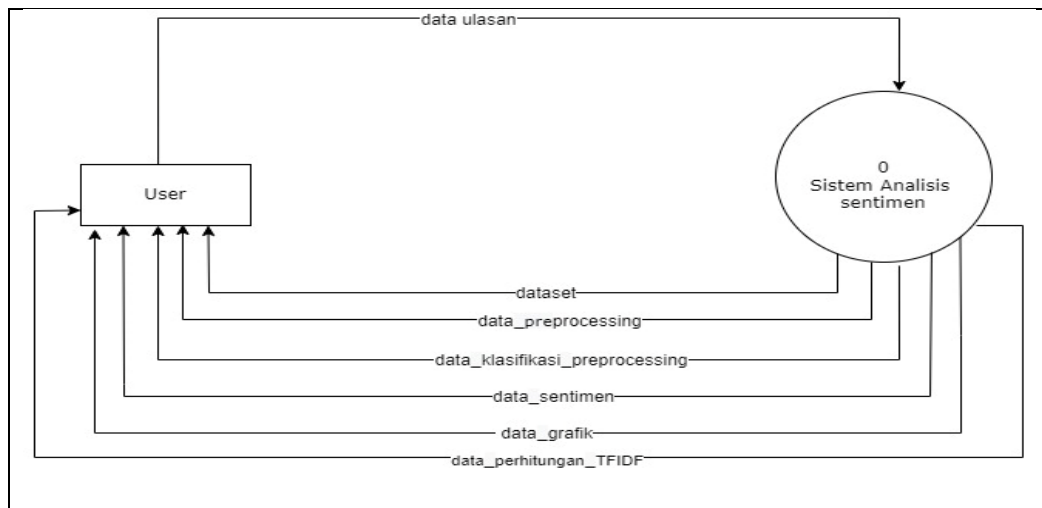 data ulasan
0
Sistem Analisis
sentimen
User
dataset
data_preprocessing
data_klasifikasi_preprocessing
data_sentimen
data_grafik
data_perhitungan_TFIDF